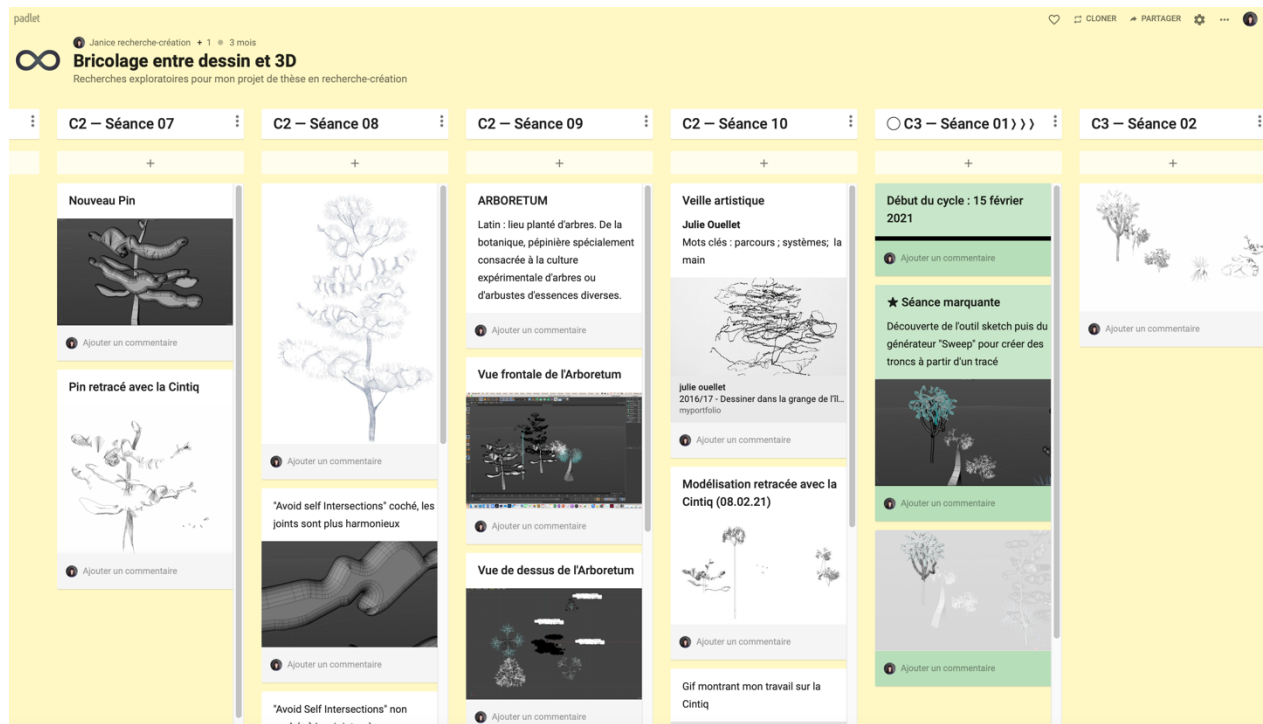 padlet
CLONER
PARTAGER
Janice recherche-création + 1 3 mois
Bricolage entre dessin et 3D
Recherches exploratoires pour mon projet de thèse en recherche-création
C2 — Séance 07
Nouveau Pin
Ajouter un commentaire
Pin retracé avec la Cintiq
Ajouter un commentaire
C2 — Séance 08
Ajouter un commentaire
"Avoid self Intersections" coché, les
joints sont plus harmonieux
Ajouter un commentaire
"Avoid Self Intersections" non
C2 — Séance 09
ARBORETUM
Latin : lieu planté d'arbres. De la
botanique, pépinière spécialement
consacrée à la culture
expérimentale d'arbres ou
d'arbustes d'essences diverses.
Ajouter un commentaire
Vue frontale de l'Arboretum
Ajouter un commentaire
Vue de dessus de l'Arboretum
Ajouter un commentaire
C2 — Séance 10
Veille artistique
Julie Ouellet
Mots clés : parcours ; systèmes; la
main
julie ouellet
2016/17 - Dessiner dans la grange de l'îl...
myportfolio
Ajouter un commentaire
Modélisation retracée avec la
Cintiq (08.02.21)
Ajouter un commentaire
Gif montrant mon travail sur la
Cintiq
◯ C3 — Séance 01⟩⟩⟩
Début du cycle : 15 février
2021
Ajouter un commentaire
★ Séance marquante
Découverte de l'outil sketch puis du
générateur "Sweep" pour créer des
troncs à partir d'un tracé
Ajouter un commentaire
Ajouter un commentaire
C3 — Séance 02
Ajouter un commentaire